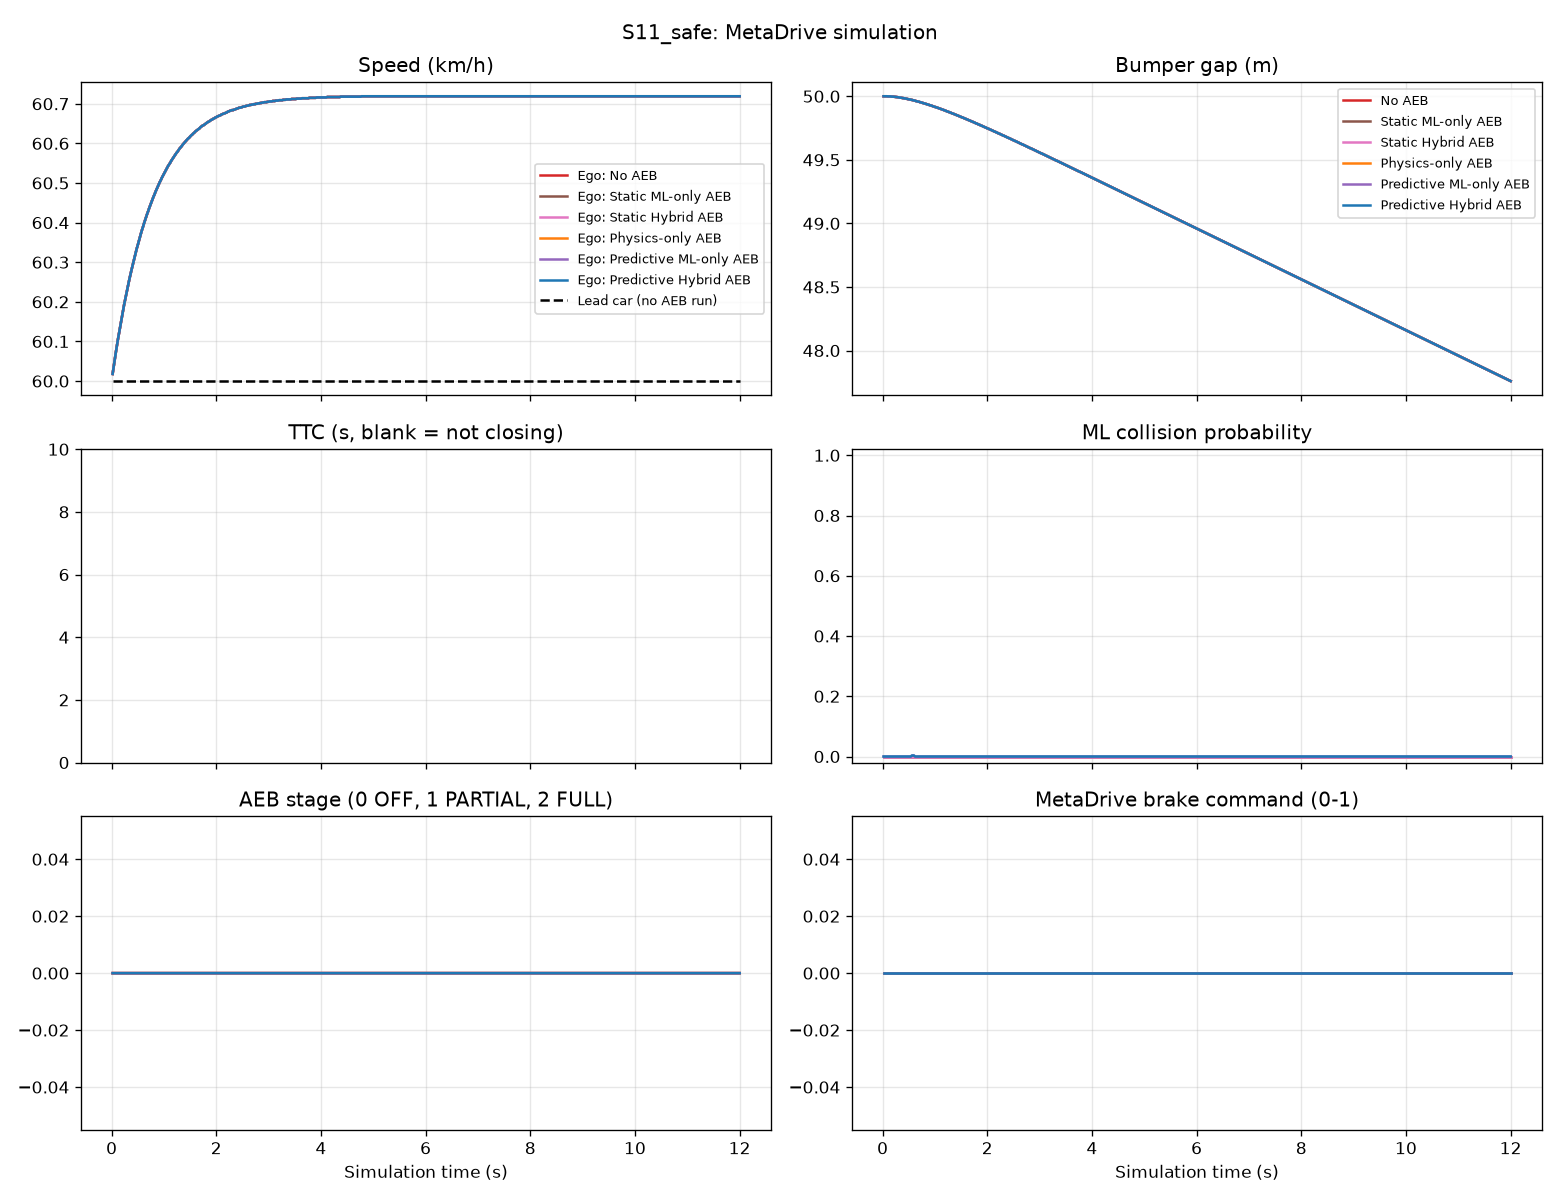 S11_safe: MetaDrive simulation
Speed (km/h)
60.7
60.6
60.5
60.4
60.3
60.2
60.1
60.0
Ego: No AEB
Ego: Static ML-only AEB
Ego: Static Hybrid AEB
Ego: Physics-only AEB
Ego: Predictive ML-only AEB
Ego: Predictive Hybrid AEB
Lead car (no AEB run)
Bumper gap (m)
50.0
49.5
49.0
48.5
48.0
No AEB
Static ML-only AEB
Static Hybrid AEB
Physics-only AEB
Predictive ML-only AEB
Predictive Hybrid AEB
TTC (s, blank = not closing)
10
8
6
4
2
0
ML collision probability
1.0
0.8
0.6
0.4
0.2
0.0
AEB stage (0 OFF, 1 PARTIAL, 2 FULL)
0.04
0.02
0.00
−0.02
−0.04
0 2 4 6 8 10 12
Simulation time (s)
MetaDrive brake command (0-1)
0.04
0.02
0.00
−0.02
−0.04
0 2 4 6 8 10 12
Simulation time (s)